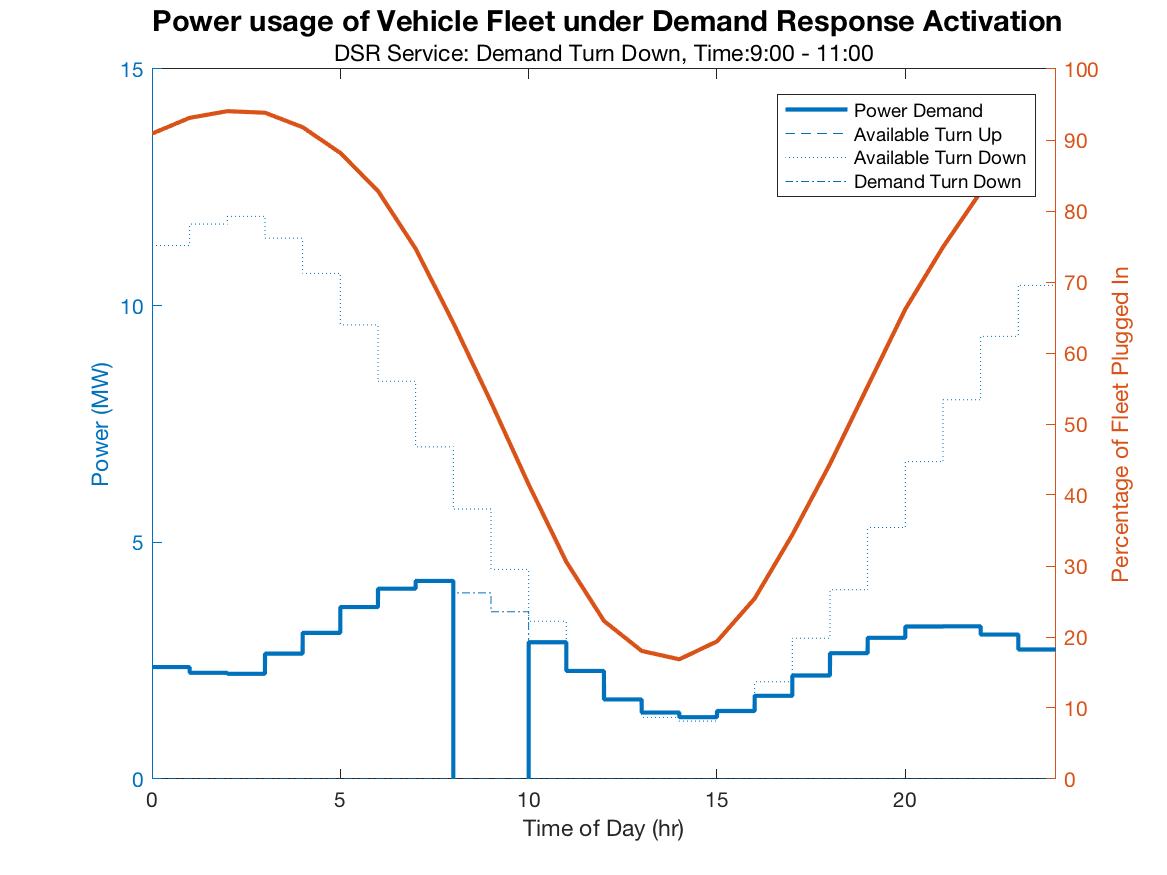 Power usage of Vehicle Fleet under Demand Response Activation
DSR Service: Demand Turn Down, Time:9:00 - 11:00
15
10
5
0
Power (MW)
Power Demand
Available Turn Up
Available Turn Down
Demand Turn Down
100
90
80
70
60
50
40
30
20
10
0
Percentage of Fleet Plugged In
0 5 10 15 20
Time of Day (hr)